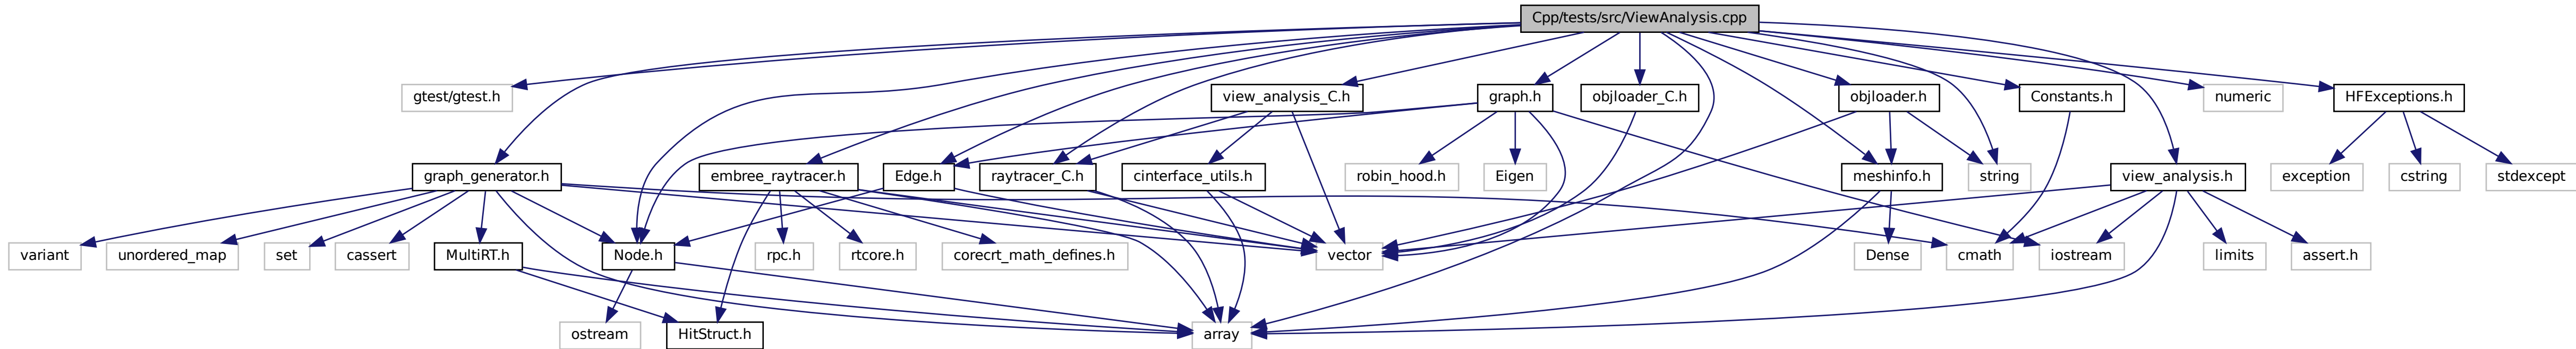 Cpp/tests/src/ViewAnalysis.cpp
gtest/gtest.h
view_analysis_C.h
graph.h
objloader_C.h
objloader.h
Constants.h
numeric
HFExceptions.h
graph_generator.h
embree_raytracer.h
Edge.h
raytracer_C.h
cinterface_utils.h
robin_hood.h
Eigen
meshinfo.h
string
view_analysis.h
exception
cstring
stdexcept
variant
unordered_map
set
cassert
MultiRT.h
Node.h
rpc.h
rtcore.h
corecrt_math_defines.h
vector
Dense
cmath
iostream
limits
assert.h
ostream
HitStruct.h
array